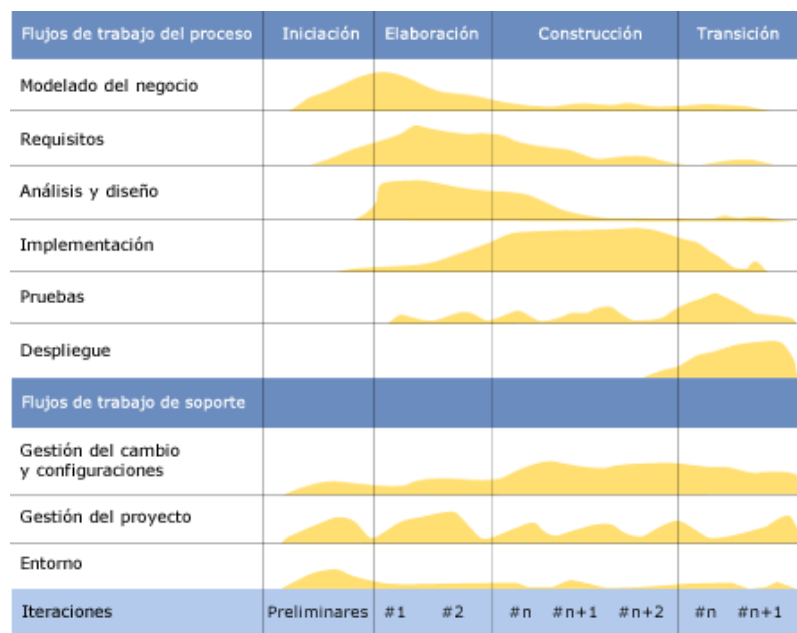 Flujos de trabajo del proceso Iniciación Elaboración Construcción Transición
Modelado del negocio
Requisitos
Análisis y diseño
Implementación
Pruebas
Despliegue
Flujos de trabajo de soporte
Gestión del cambio
y configuraciones
Gestión del proyecto
Entorno
Iteraciones Preliminares #1 #2 #n #n+1 #n+2 #n #n+1